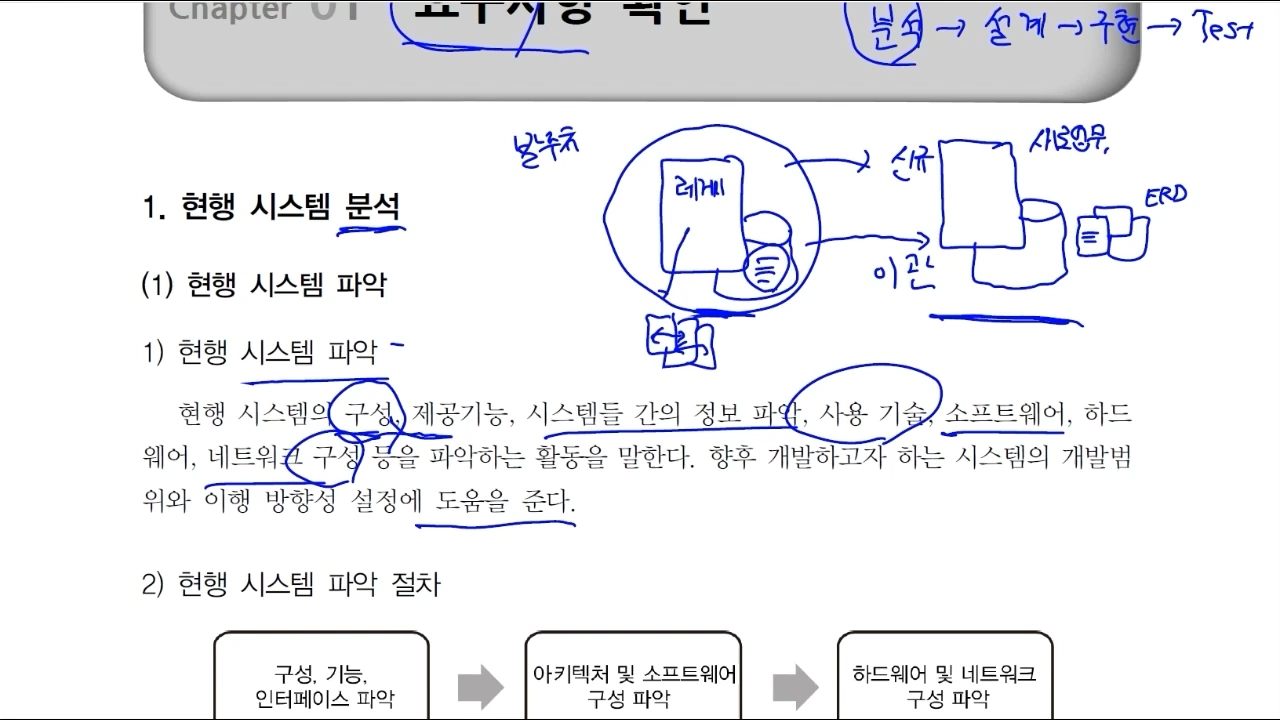 Chapter 01 요구사항 확인
분석 → 설계 → 구현 → Test
발주처
레거시
신규
이관
새로업무,
ERD
1. 현행 시스템 분석
(1) 현행 시스템 파악
1) 현행 시스템 파악
현행 시스템의 구성, 제공기능, 시스템들 간의 정보 파악, 사용 기술, 소프트웨어, 하드
웨어, 네트워크 구성 등을 파악하는 활동을 말한다. 향후 개발하고자 하는 시스템의 개발범
위와 이행 방향성 설정에 도움을 준다.
2) 현행 시스템 파악 절차
구성, 기능,
인터페이스 파악
아키텍처 및 소프트웨어
구성 파악
하드웨어 및 네트워크
구성 파악